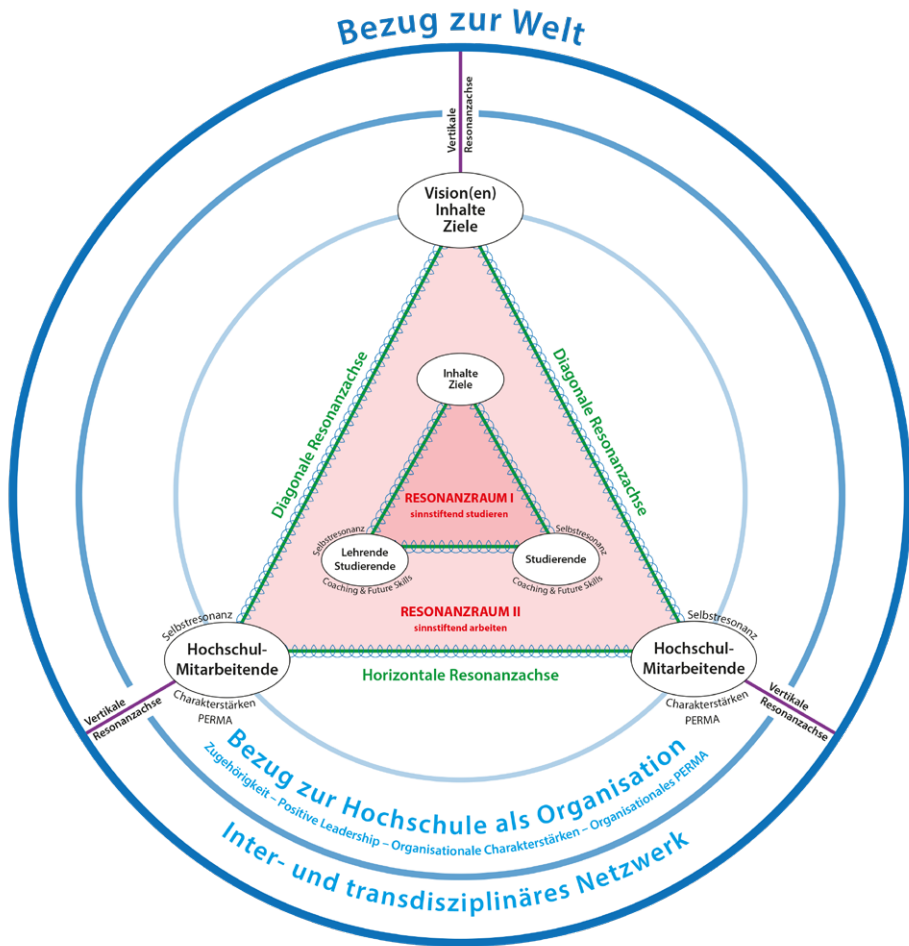 Bezug zur Welt
Vertikale
Resonanzachse
Vision(en)
Inhalte
Ziele
Diagonale Resonanzachse
Diagonale Resonanzachse
Inhalte
Ziele
RESONANZRAUM I
sinnstiftend studieren
Selbstresonanz
Selbstresonanz
Lehrende
Studierende
Studierende
Coaching & Future Skills
Coaching & Future Skills
RESONANZRAUM II
sinnstiftend arbeiten
Selbstresonanz
Selbstresonanz
Hochschul-
Mitarbeitende
Hochschul-
Mitarbeitende
Horizontale Resonanzachse
Charakterstärken
PERMA
Charakterstärken
PERMA
Vertikale
Resonanzachse
Vertikale
Resonanzachse
Bezug zur Hochschule als Organisation
Zugehörigkeit – Positive Leadership – Organisationale Charakterstärken – Organisationales PERMA
Inter- und transdisziplinäres Netzwerk